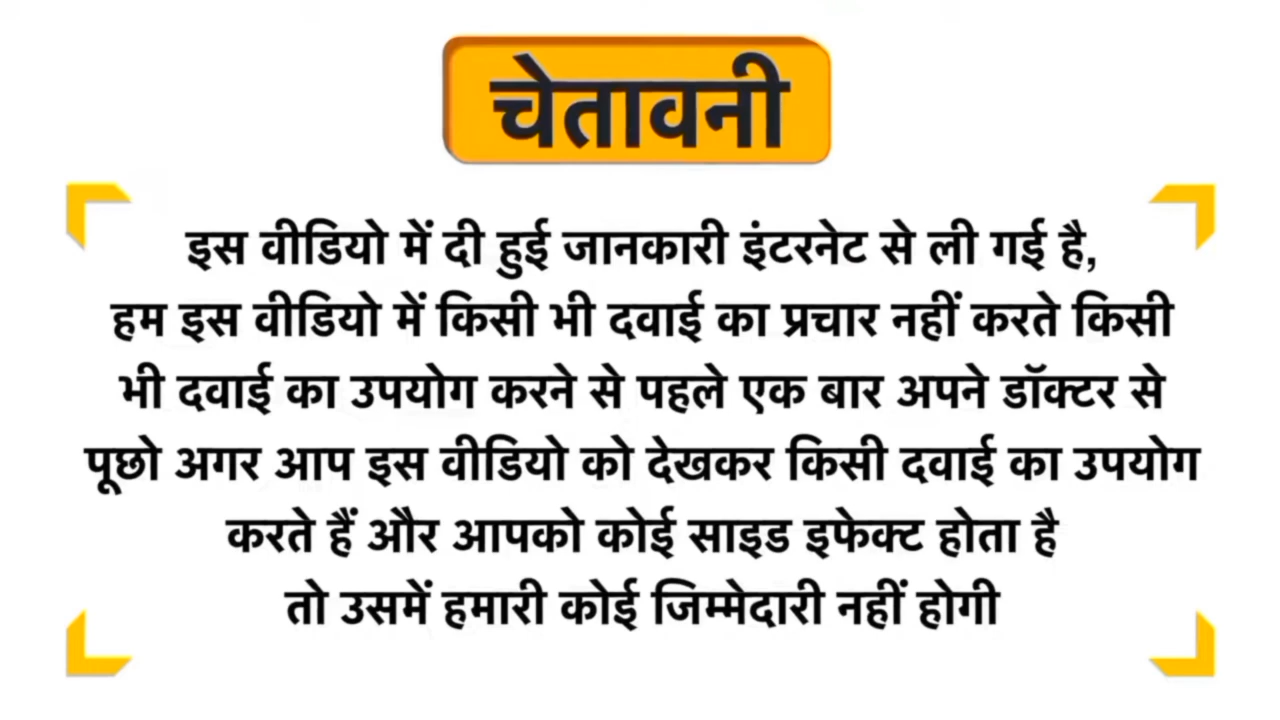 चेतावनी
इस वीडियो में दी हुई जानकारी इंटरनेट से ली गई है,
हम इस वीडियो में किसी भी दवाई का प्रचार नहीं करते किसी
भी दवाई का उपयोग करने से पहले एक बार अपने डॉक्टर से
पूछो अगर आप इस वीडियो को देखकर किसी दवाई का उपयोग
करते हैं और आपको कोई साइड इफेक्ट होता है
तो उसमें हमारी कोई जिम्मेदारी नहीं होगी